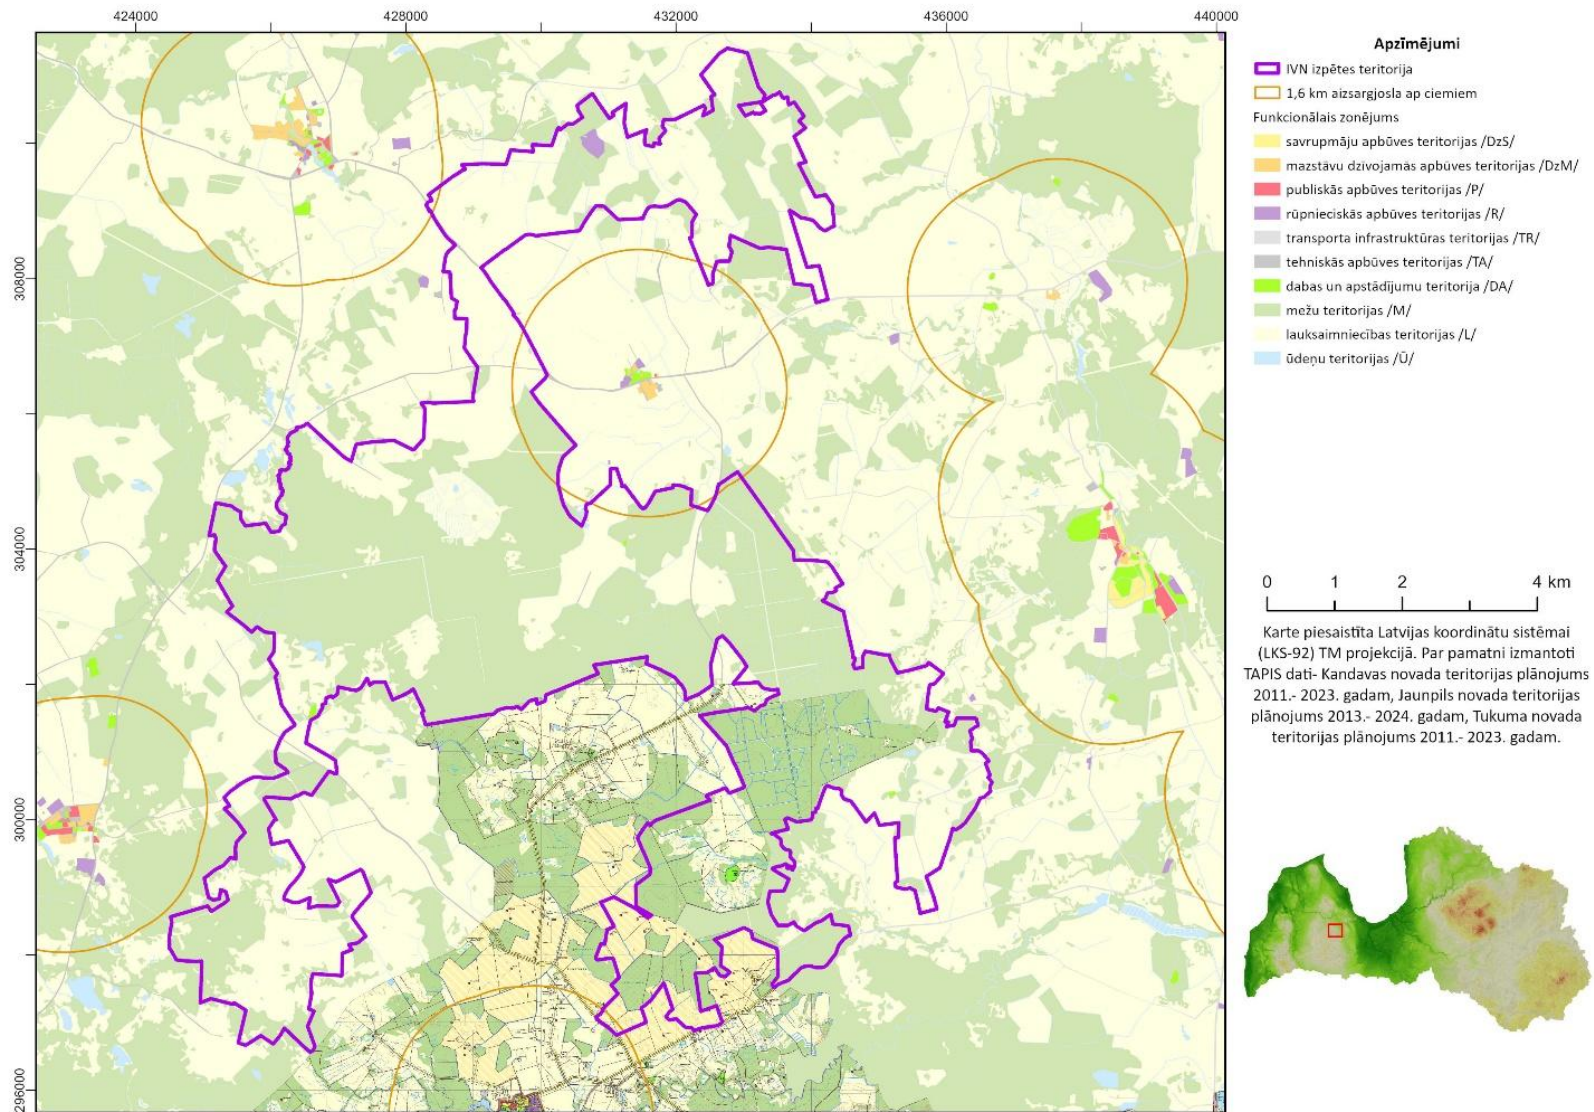 424000
428000
432000
436000
440000
308000
304000
300000
296000
Apzīmējumi
IVN izpētes teritorija
1,6 km aizsargjosla ap ciemiem
Funkcionālais zonējums
savrupmāju apbūves teritorijas /DzS/
mazstāvu dzīvojamās apbūves teritorijas /DzM/
publiskās apbūves teritorijas /P/
rūpnieciskās apbūves teritorijas /R/
transporta infrastruktūras teritorijas /TR/
tehniskās apbūves teritorijas /TA/
dabas un apstādījumu teritorija /DA/
mežu teritorijas /M/
lauksaimniecības teritorijas /L/
ūdeņu teritorijas /Ū/
0 1 2 4 km
Karte piesaistīta Latvijas koordinātu sistēmai
(LKS-92) TM projekcijā. Par pamatni izmantoti
TAPIS dati- Kandavas novada teritorijas plānojums
2011.- 2023. gadam, Jaunpils novada teritorijas
plānojums 2013.- 2024. gadam, Tukuma novada
teritorijas plānojums 2011.- 2023. gadam.